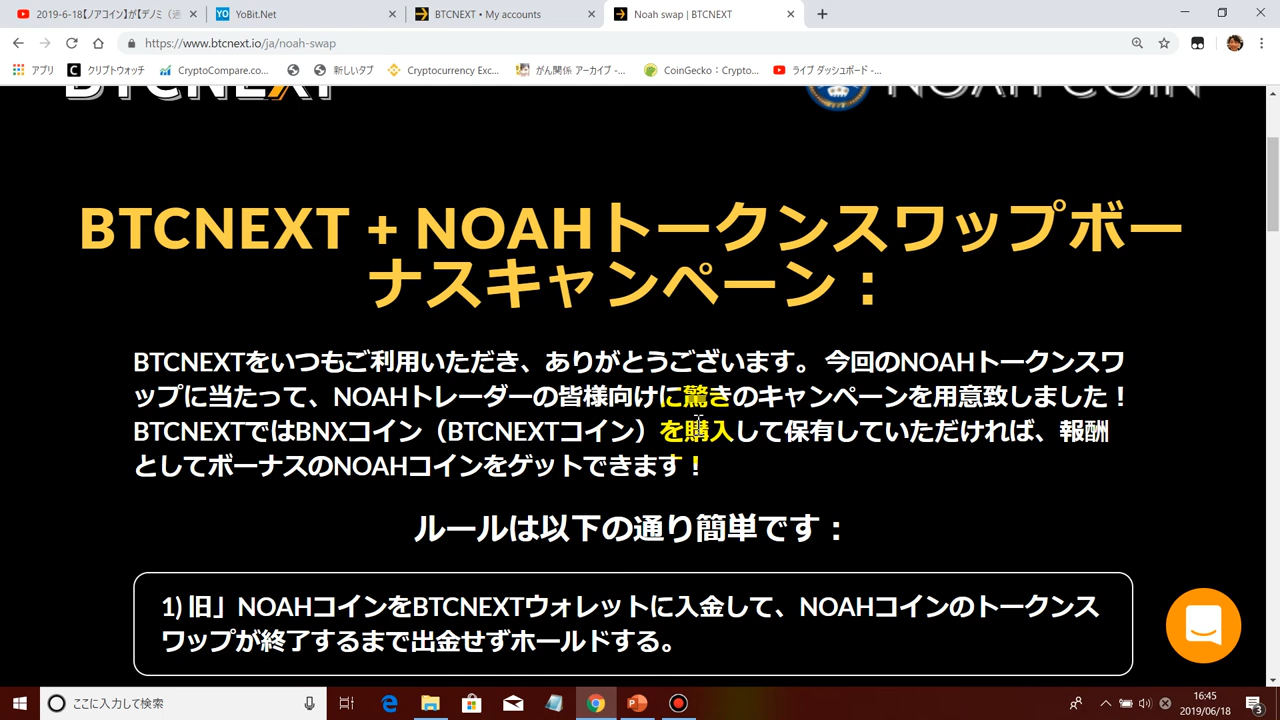 2019-6-18【ノアコイン】が【デノミ（通
YoBit.Net
BTCNEXT • My accounts
Noah swap | BTCNEXT
https://www.btcnext.io/ja/noah-swap
アプリ
クリプトウォッチ
CryptoCompare.co...
新しいタブ
Cryptocurrency Exc...
がん関係 アーカイブ -...
CoinGecko：Crypto...
ライブ ダッシュボード -...
BTCNEXT
NOAH COIN
BTCNEXT + NOAHトークンスワップボー
ナスキャンペーン：
BTCNEXTをいつもご利用いただき、ありがとうございます。 今回のNOAHトークンスワ
ップに当たって、NOAHトレーダーの皆様向けに驚きのキャンペーンを用意致しました！
BTCNEXTではBNXコイン（BTCNEXTコイン）を購入して保有していただければ、報酬
としてボーナスのNOAHコインをゲットできます！
ルールは以下の通り簡単です：
1) 旧」NOAHコインをBTCNEXTウォレットに入金して、NOAHコインのトークンス
ワップが終了するまで出金せずホールドする。
ここに入力して検索
16:45
2019/06/18
3